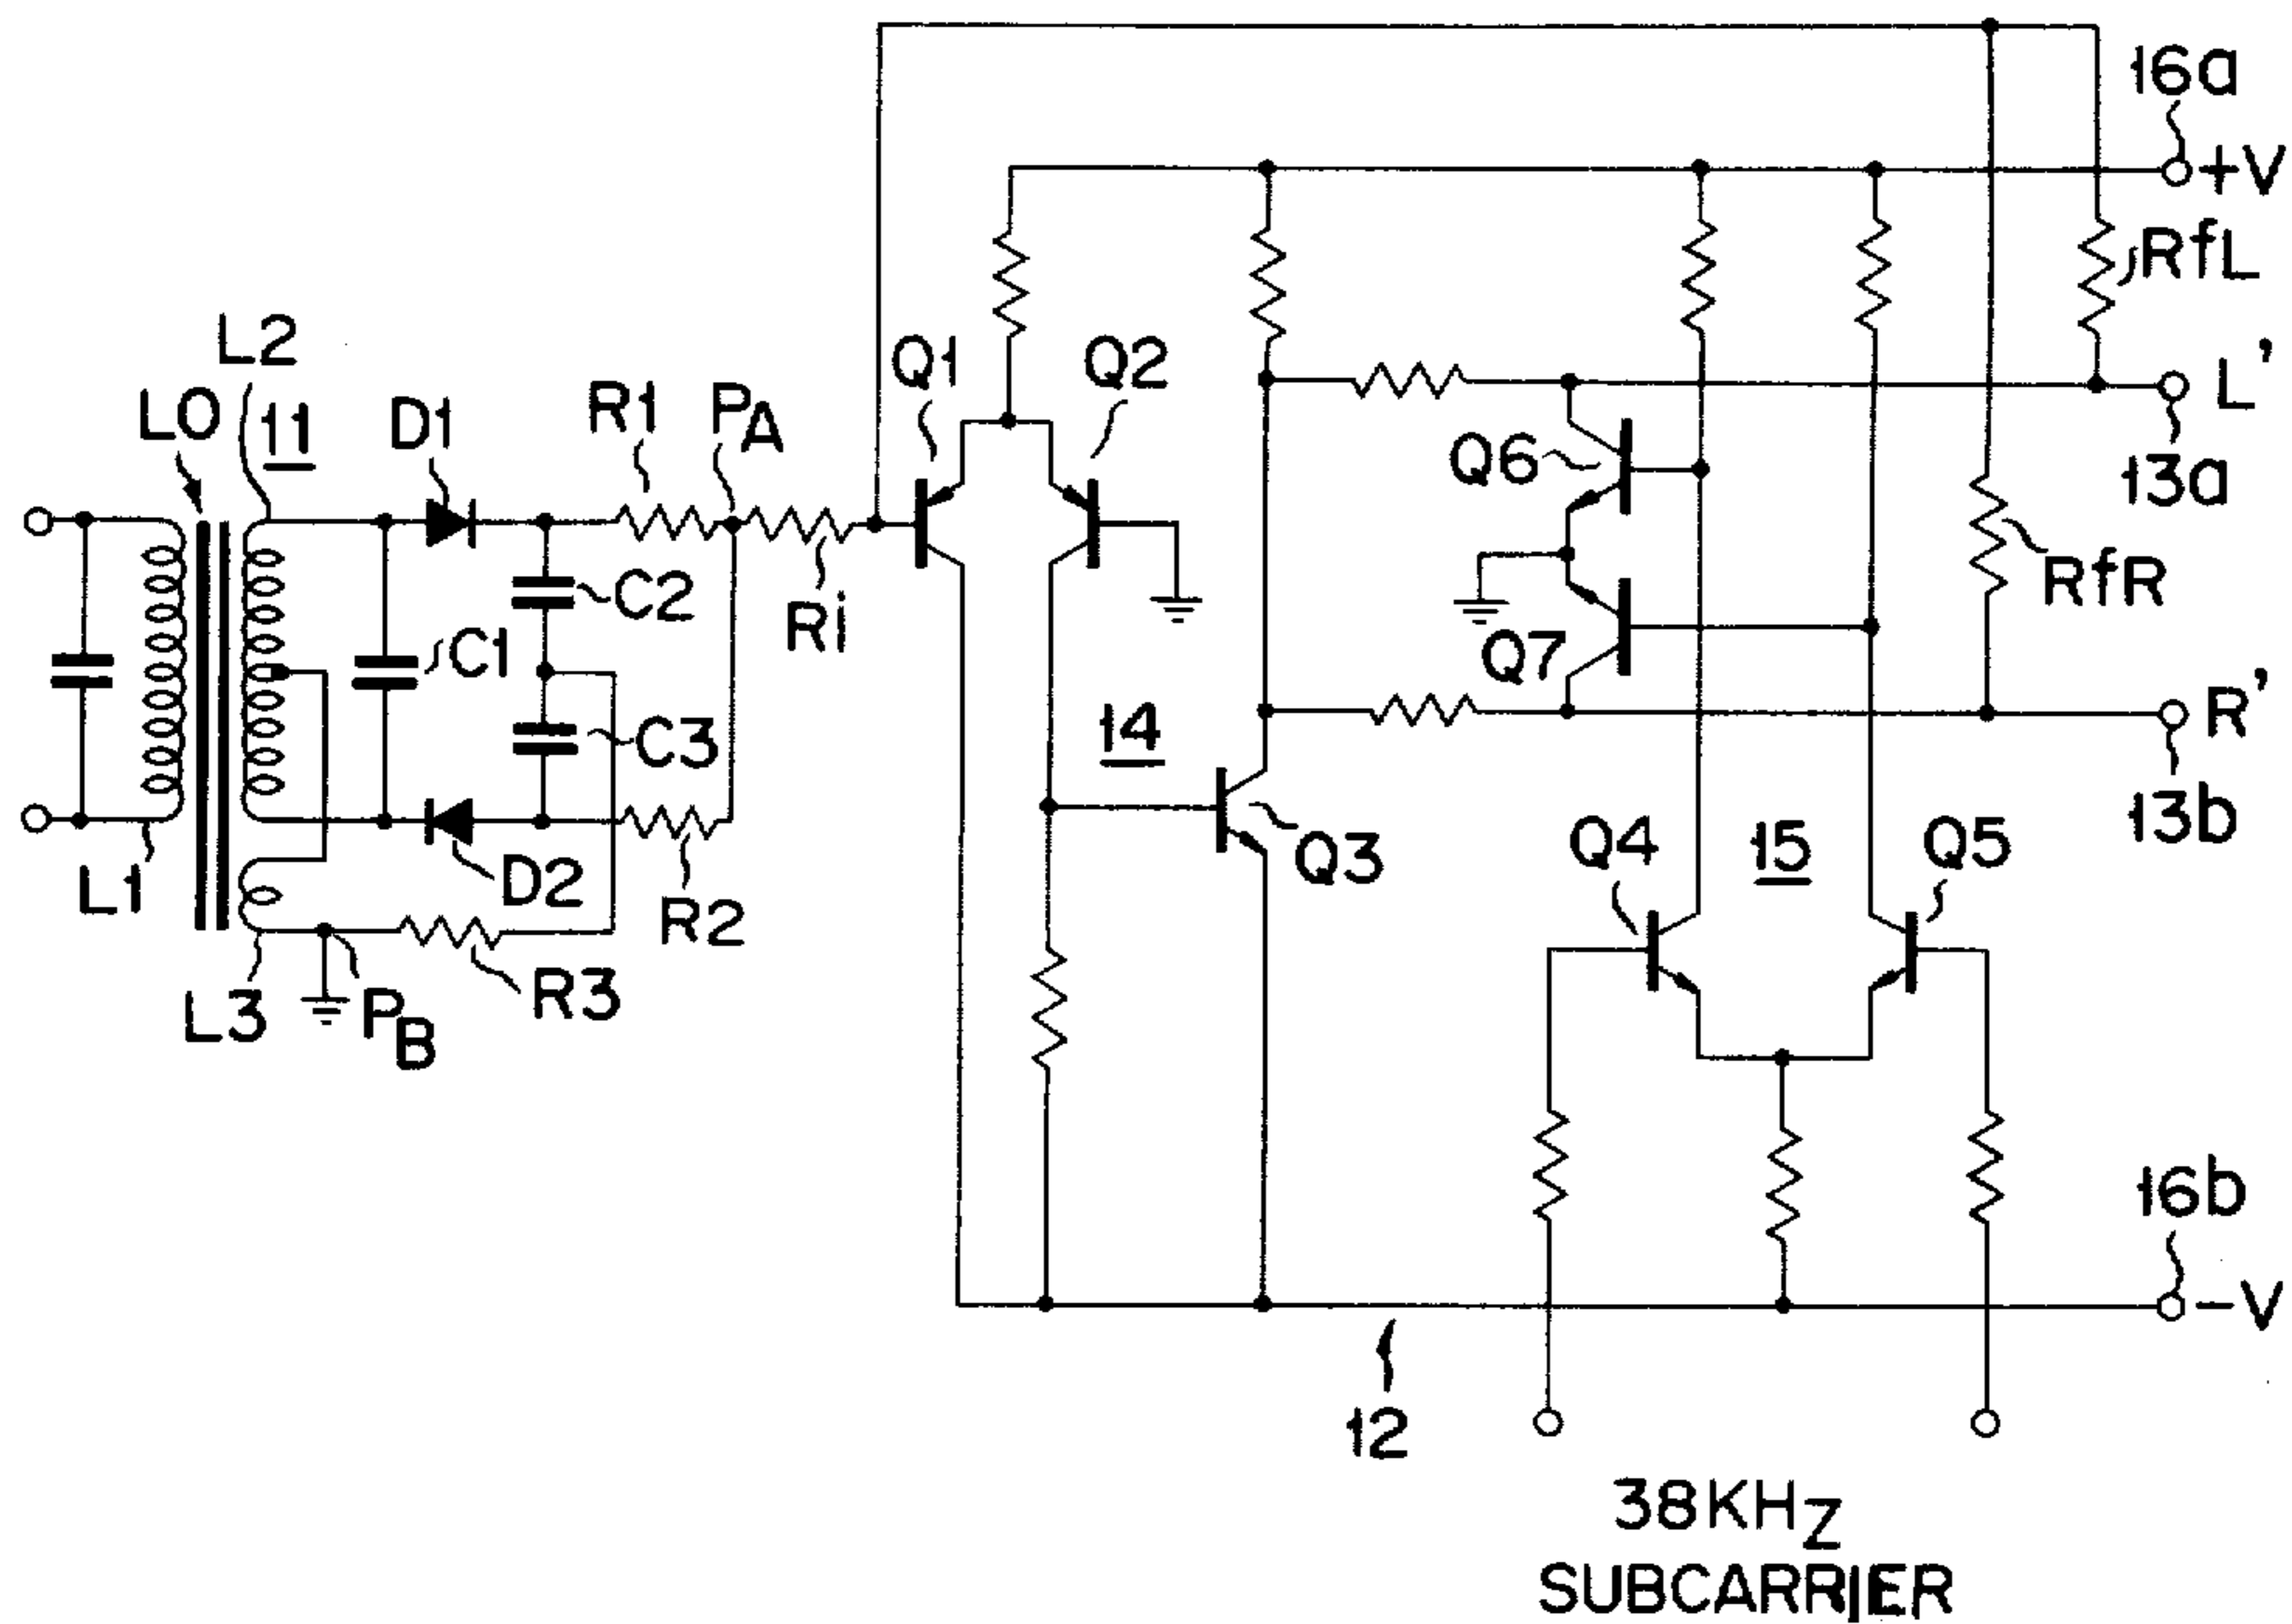 16a
+V
RfL
L2
L0
11
D1
R1
PA
Q1
Q2
L'
Q6
13a
C2
Ri
RfR
C1
Q7
C3
14
R'
13b
L1
D2
R2
Q3
Q4
15
Q5
L3
PB
R3
16b
-V
12
38KHZ
SUBCARRIER